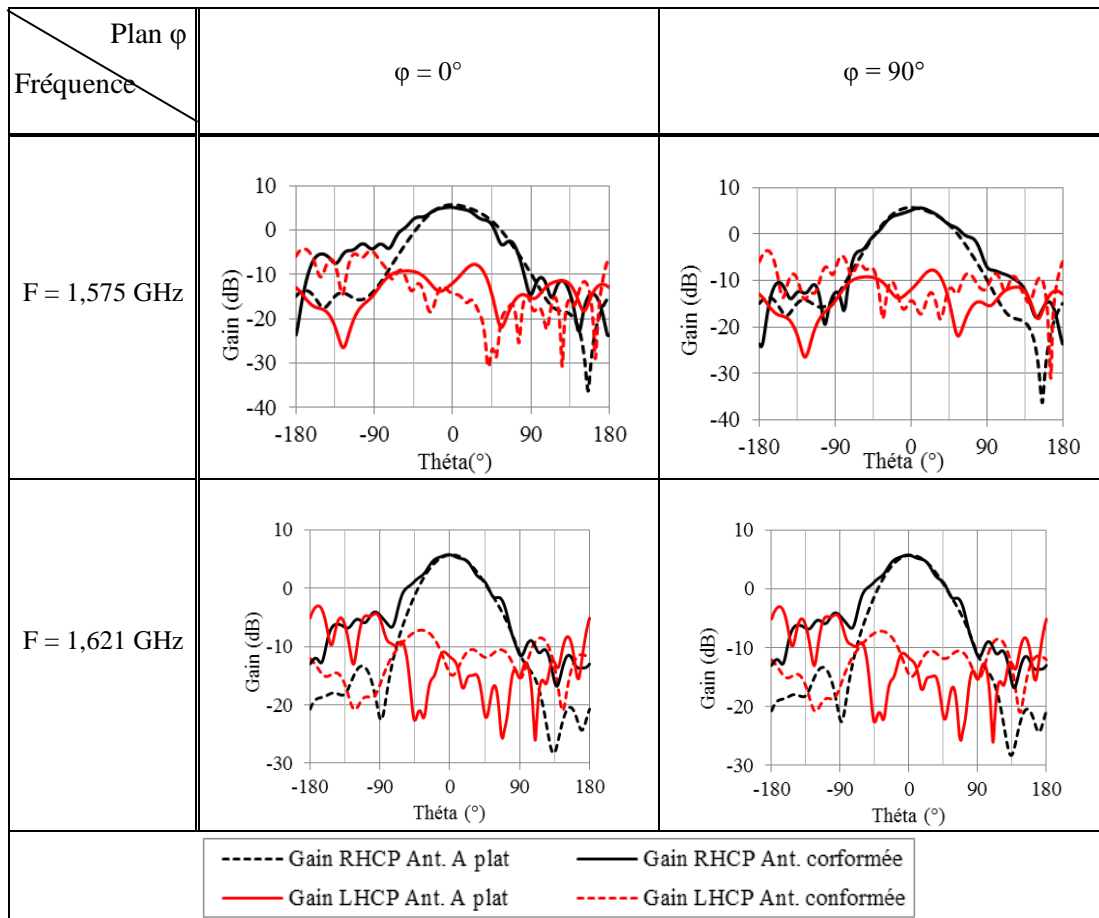 Plan φ
Fréquence
φ = 0°
φ = 90°
F = 1,575 GHz
Gain (dB)
10
0
-10
-20
-30
-40
-180
-90
0
90
180
Théta(°)
Gain (dB)
10
0
-10
-20
-30
-40
-180
-90
0
90
180
Théta (°)
F = 1,621 GHz
Gain (dB)
10
0
-10
-20
-30
-180
-90
0
90
180
Théta (°)
Gain (dB)
10
0
-10
-20
-30
-180
-90
0
90
180
Théta (°)
Gain RHCP Ant. A plat
Gain RHCP Ant. corformée
Gain LHCP Ant. A plat
Gain LHCP Ant. conformée